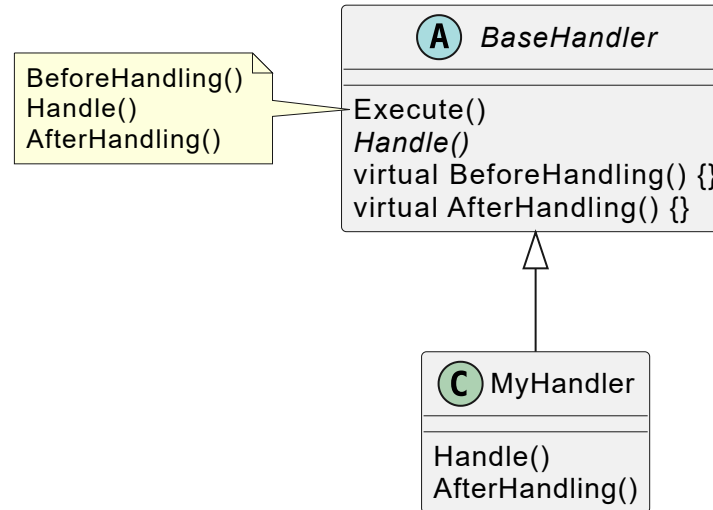 A BaseHandler
BeforeHandling()
Handle()
AfterHandling()
Execute()
Handle()
virtual BeforeHandling() {}
virtual AfterHandling() {}
C MyHandler
Handle()
AfterHandling()